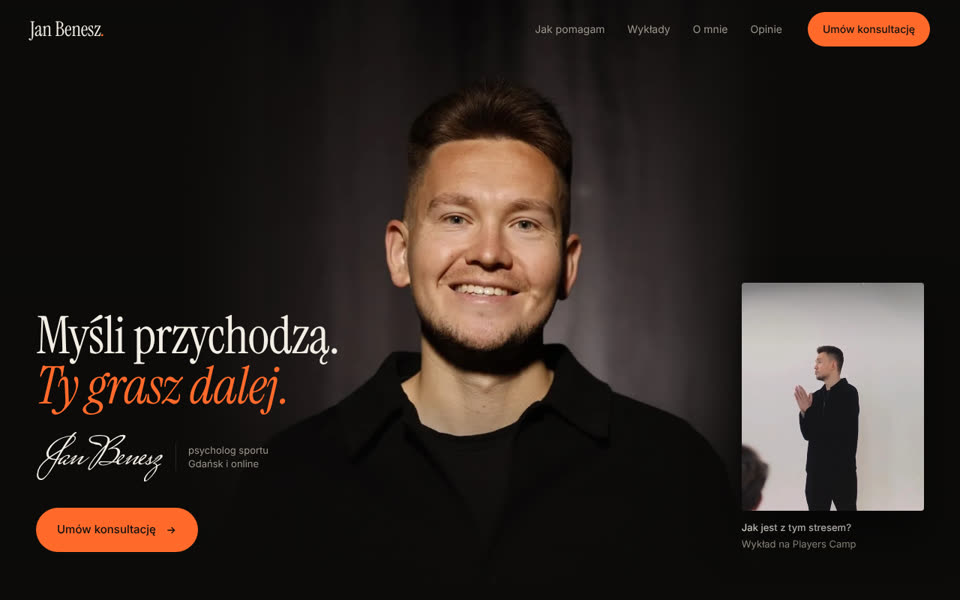 Jan Benesz.
Jak pomagam
Wykłady
O mnie
Opinie
Umów konsultację
Myśli przychodzą.
Ty grasz dalej.
Jan Benesz
psycholog sportu
Gdańsk i online
Umów konsultację →
Jak jest z tym stresem?
Wykład na Players Camp